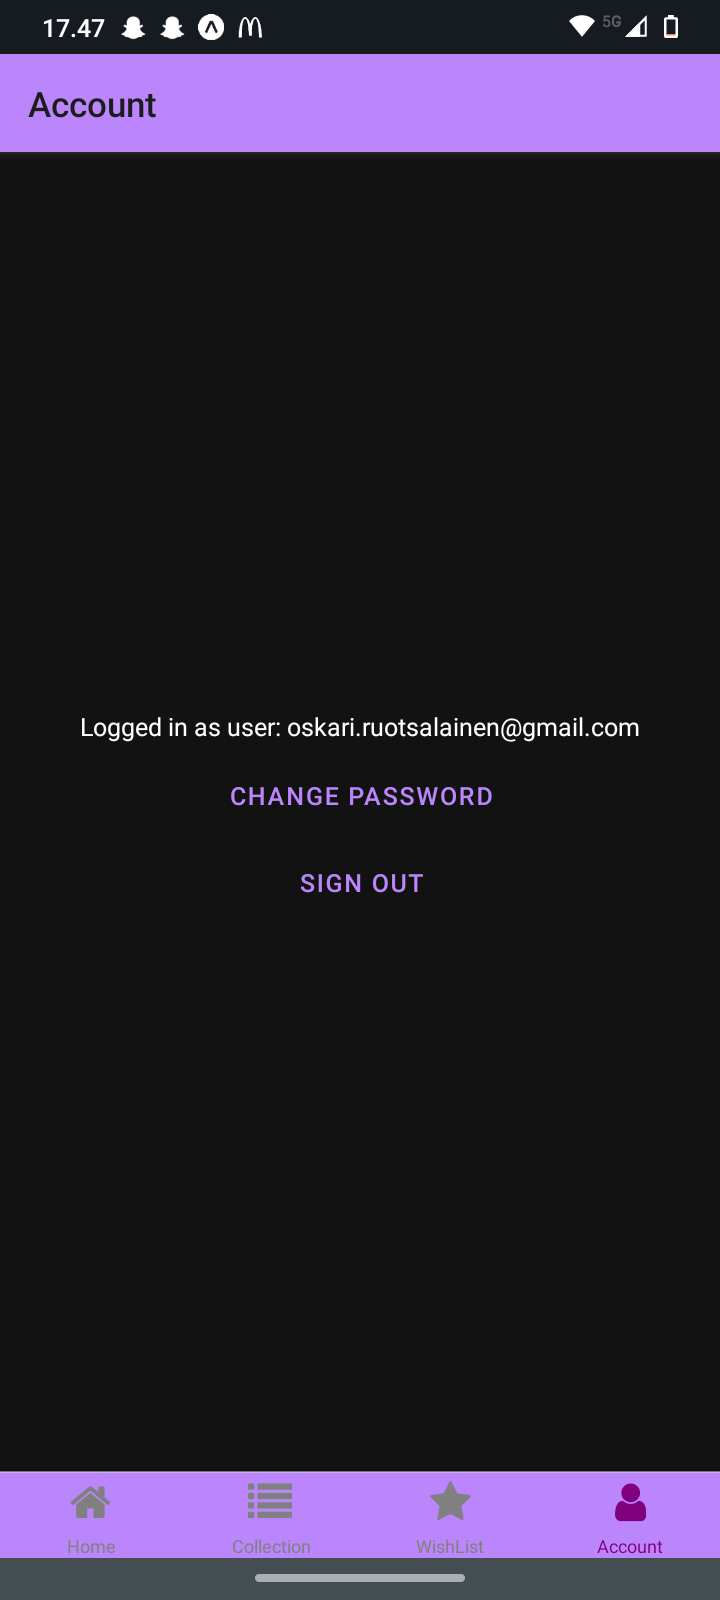 17.47
5G
Account
Logged in as user: oskari.ruotsalainen@gmail.com
CHANGE PASSWORD
SIGN OUT
Home Collection WishList Account